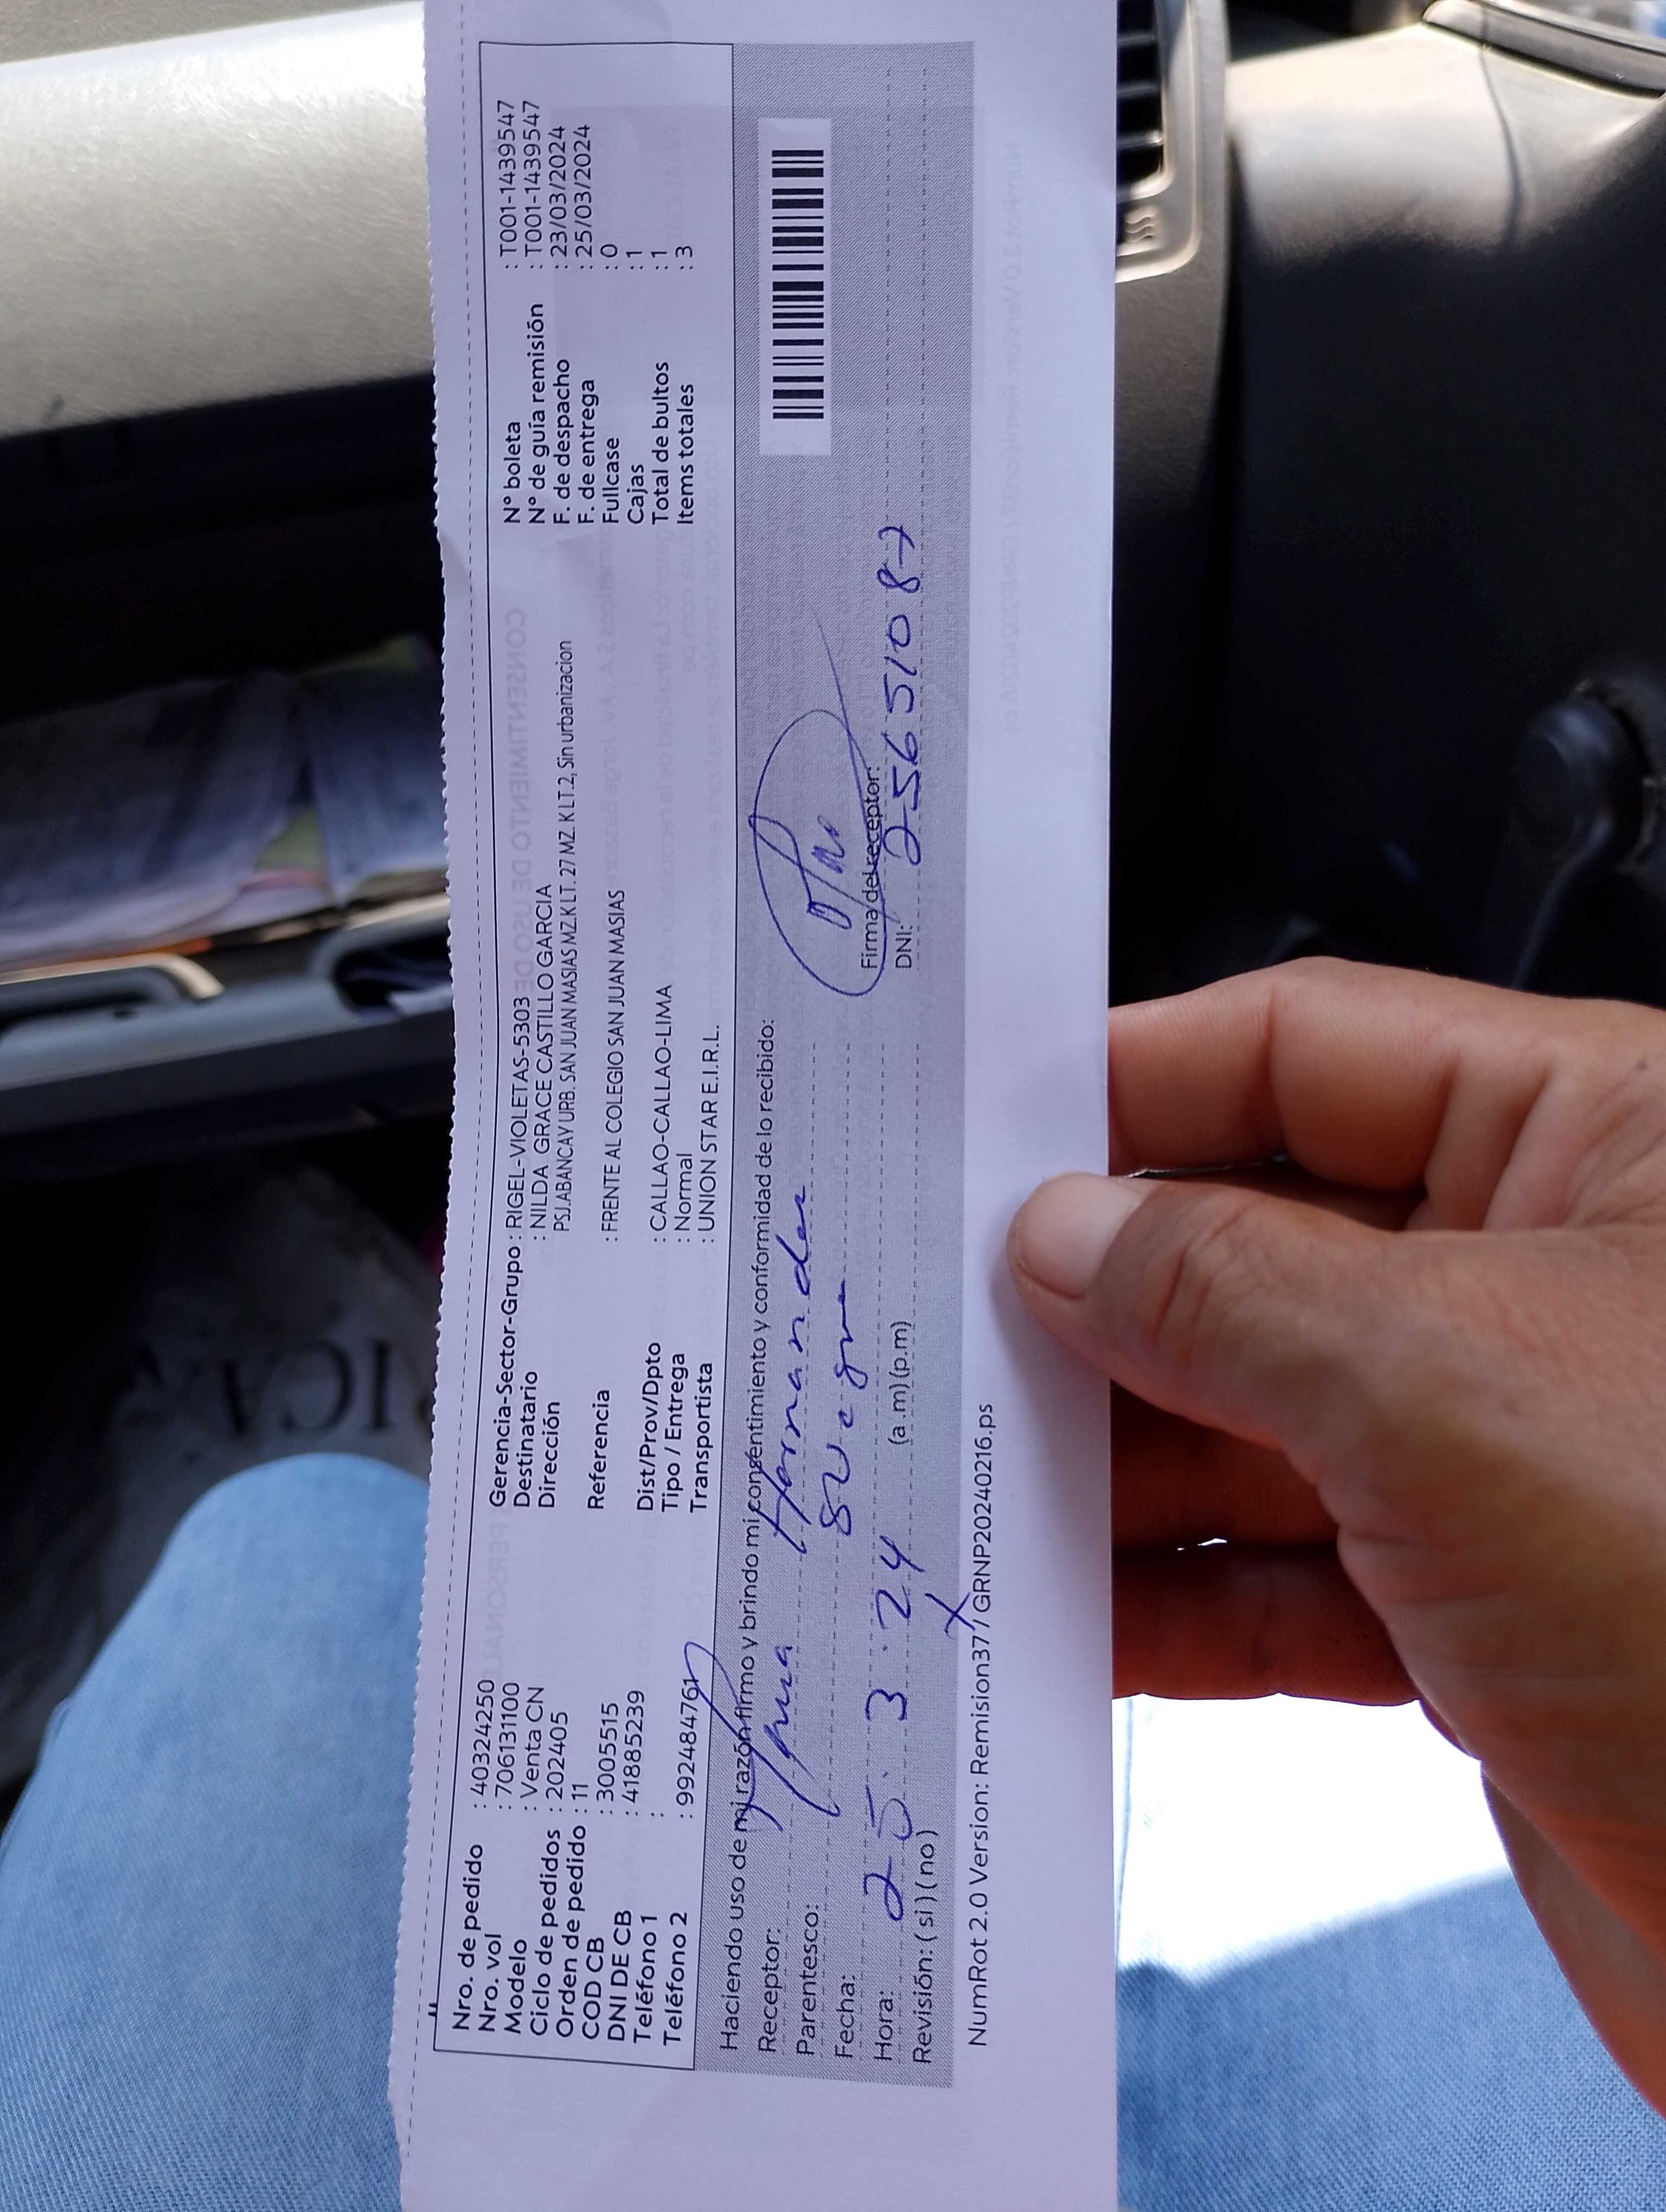 Nro. de pedido : 40324250
Nro. vol : 706131100
Modelo : Venta CN
Ciclo de pedidos : 202405
Orden de pedido : 11
COD CB : 3005515
DNI DE CB : 41885239
Teléfono 1 :
Teléfono 2 : 992484761
Gerencia-Sector-Grupo : RIGEL-VIOLETAS-5303
Destinatario : NILDA GRACE CASTILLO GARCIA
Dirección PSJ.ABANCAY URB. SAN JUAN MASIAS MZ.K LT. 27 MZ. K LT.2, Sin urbanizacion
Referencia : FRENTE AL COLEGIO SAN JUAN MASIAS
Dist/Prov/Dpto : CALLAO-CALLAO-LIMA
Tipo / Entrega : Normal
Transportista : UNION STAR E.I.R.L.
N° boleta : T001-1439547
N° de guía remisión : T001-1439547
F. de despacho : 23/03/2024
F. de entrega : 25/03/2024
Fullcase : 0
Cajas : 1
Total de bultos : 1
Items totales : 3
Haciendo uso de mi razón firmo y brindo mi consentimiento y conformidad de lo recibido:
Receptor: Hernandez
Parentesco:
Fecha: 25.3.24
Hora: (a.m) (p.m)
Revisión: ( si ) ( no )
Firma del receptor:
DNI: 25651087
NumRot 2.0 Version: Remision37 / GRNP20240216.ps
ICA
CONSENTIMIENTO DE USO DE